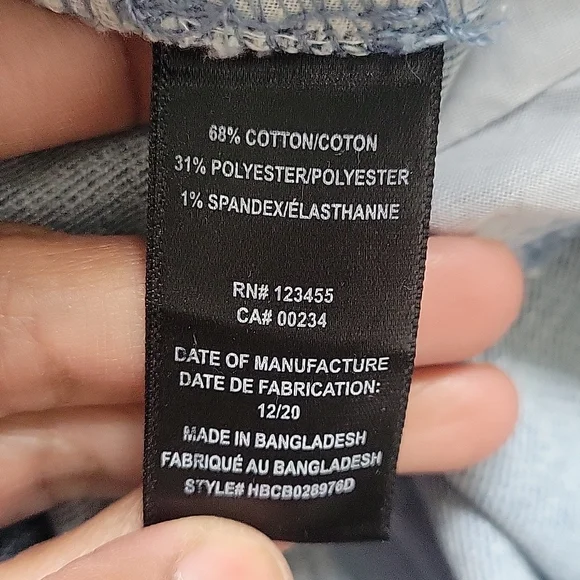 68% COTTON/COTON
31% POLYESTER/POLYESTER
1% SPANDEX/ÉLASTHANNE
RN# 123455
CA# 00234
DATE OF MANUFACTURE
DATE DE FABRICATION:
12/20
MADE IN BANGLADESH
FABRIQUÉ AU BANGLADESH
STYLE# HBCB028976D